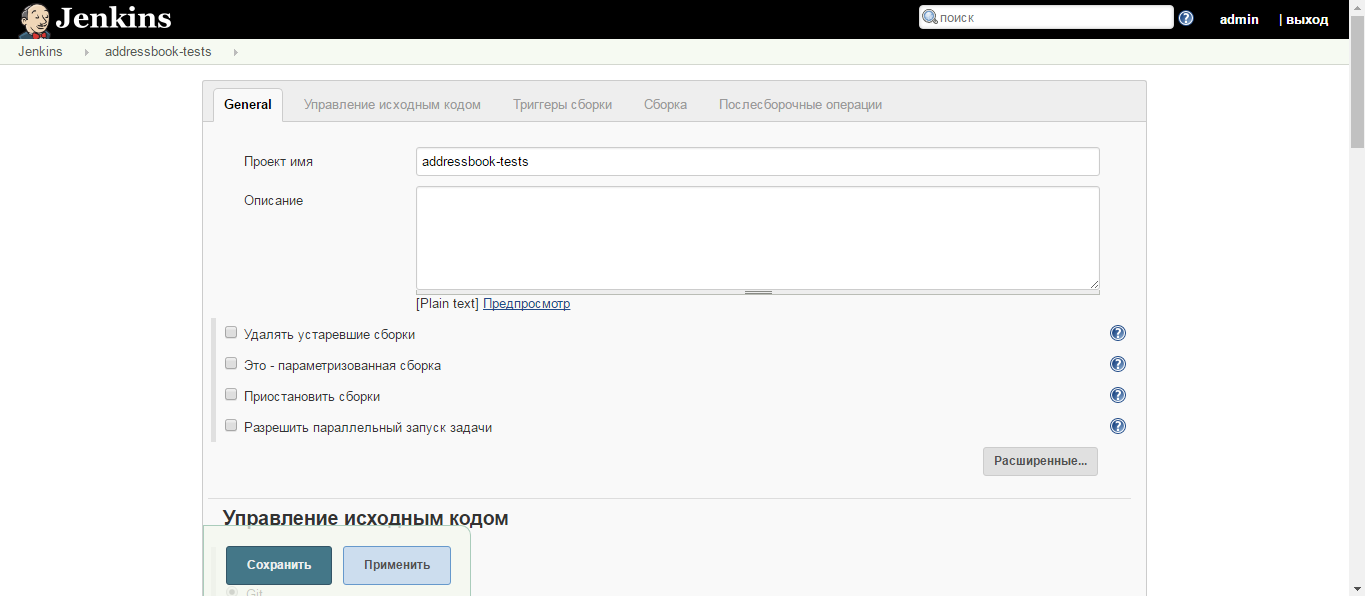 Jenkins
поиск
admin
| выход
Jenkins
addressbook-tests
General
Управление исходным кодом
Триггеры сборки
Сборка
Послесборочные операции
Проект имя
addressbook-tests
Описание
[Plain text] Предпросмотр
Удалять устаревшие сборки
Это - параметризованная сборка
Приостановить сборки
Разрешить параллельный запуск задачи
Расширенные...
Управление исходным кодом
Сохранить
Применить
Git